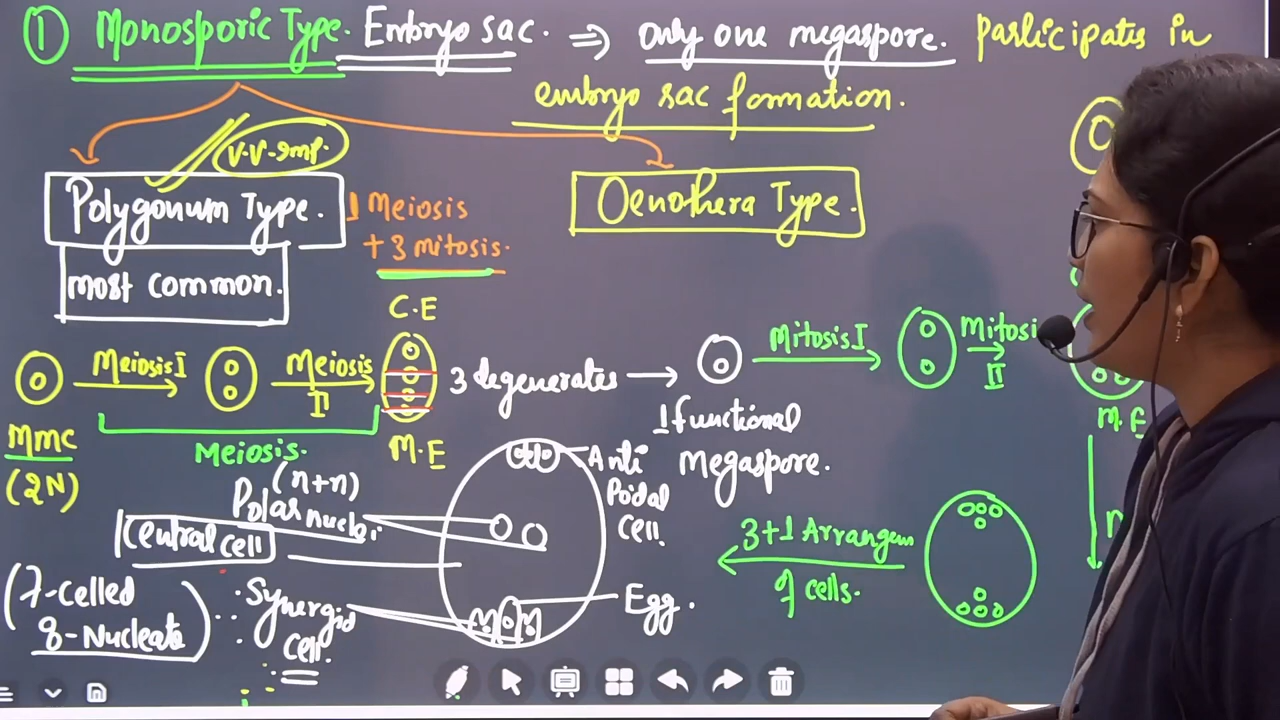 ① Monosporic Type. Embryo sac. ⇒ only one megaspore. participates in
embryo sac formation.
V.V-Imp.
Polygonum Type.
1 Meiosis
+ 3 mitosis.
Oenothera Type.
most common.
C.E
Meiosis I
Meiosis
II
3 degenerates →
Mitosis I
Mitosi
II
MMC
(2N)
Meiosis.
M.E
1 functional
Megaspore.
M.E
(n+n)
Polar nuclei
Anti
Podal
cell.
Central cell
3+1 Arrangem
of cells.
(7-celled
8-Nucleate)
Synergid
cell.
Egg.